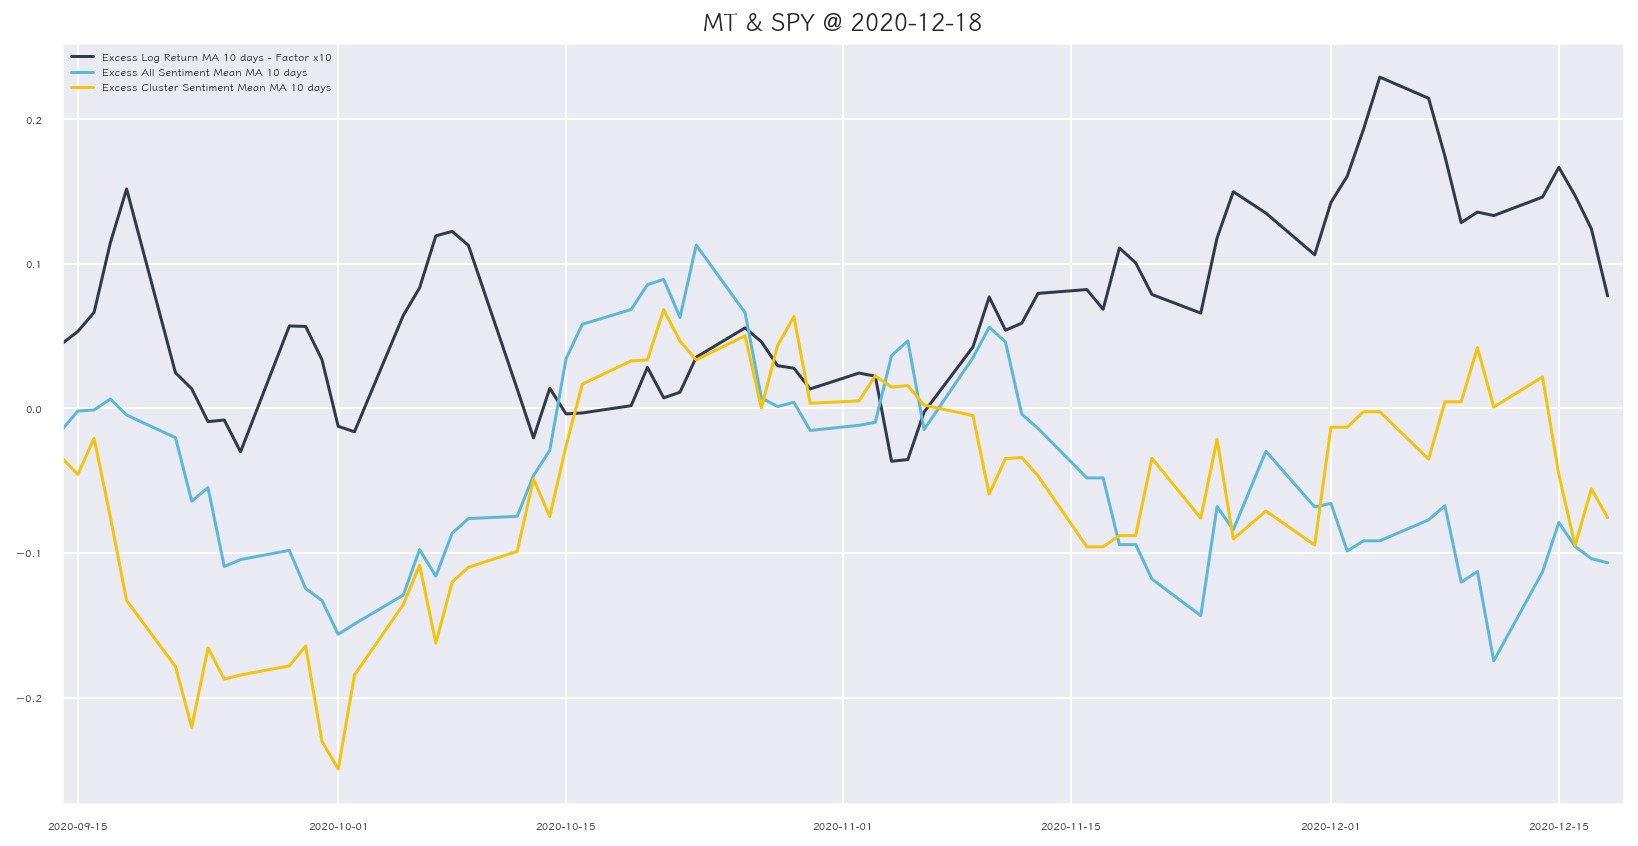 MT & SPY @ 2020-12-18
Excess Log Return MA 10 days - Factor x10
Excess All Sentiment Mean MA 10 days
Excess Cluster Sentiment Mean MA 10 days
0.2
0.1
0.0
−0.1
−0.2
2020-09-15 2020-10-01 2020-10-15 2020-11-01 2020-11-15 2020-12-01 2020-12-15